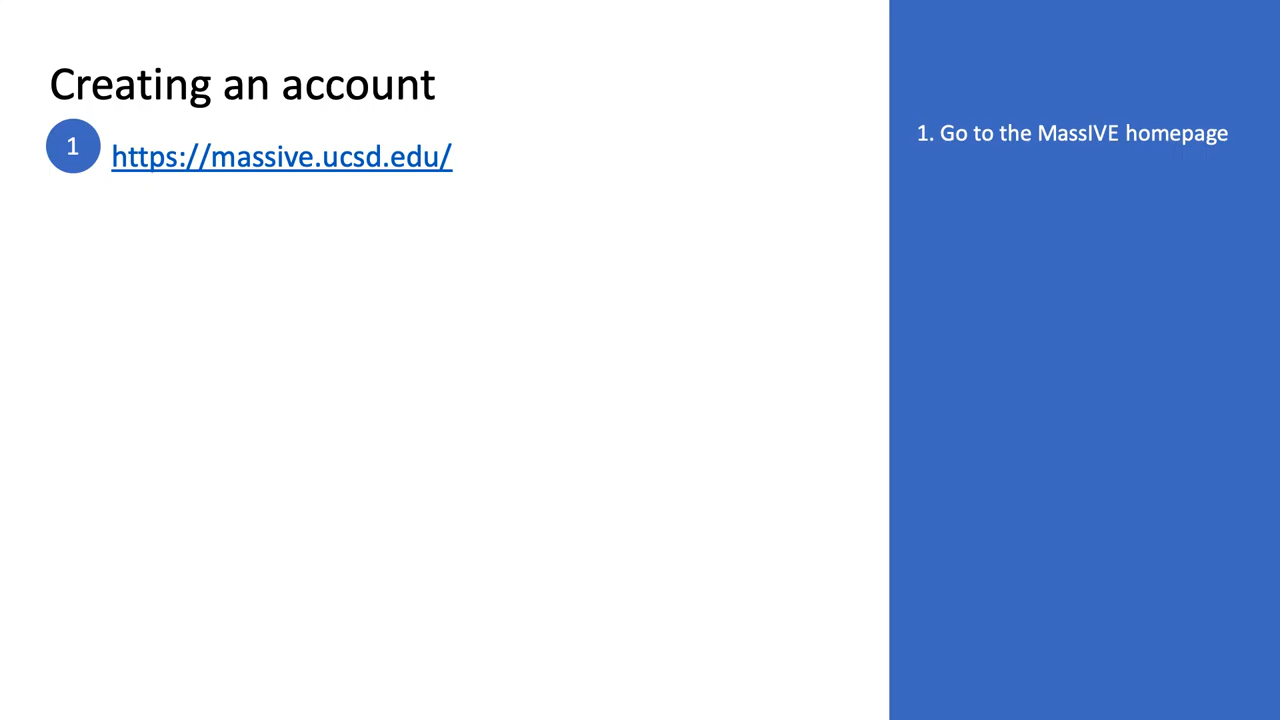 Creating an account
1
https://massive.ucsd.edu/
1. Go to the MassIVE homepage